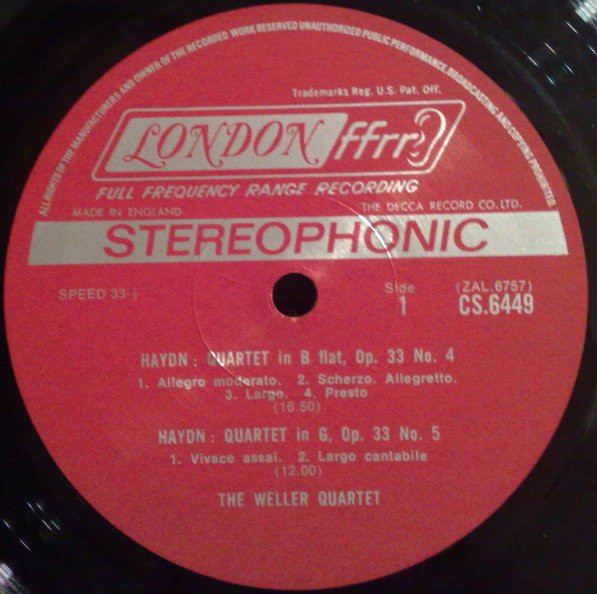 ALL RIGHTS OF THE MANUFACTURERS AND OWNER OF THE RECORDED WORK RESERVED UNAUTHORIZED PUBLIC PERFORMANCE, BROADCASTING AND COPYING PROHIBITED
Trademarks Reg. U.S. Pat. Off.
LONDON ffrr
FULL FREQUENCY RANGE RECORDING
MADE IN ENGLAND THE DECCA RECORD CO. LTD.
STEREOPHONIC
SPEED 33-⅓ Side (ZAL.6757)
1 CS.6449
HAYDN: QUARTET in B flat, Op. 33 No. 4
1. Allegro moderato. 2. Scherzo. Allegretto.
3. Largo. 4. Presto
(16.50)
HAYDN: QUARTET in G, Op. 33 No. 5
1. Vivace assai. 2. Largo cantabile
(12.00)
THE WELLER QUARTET